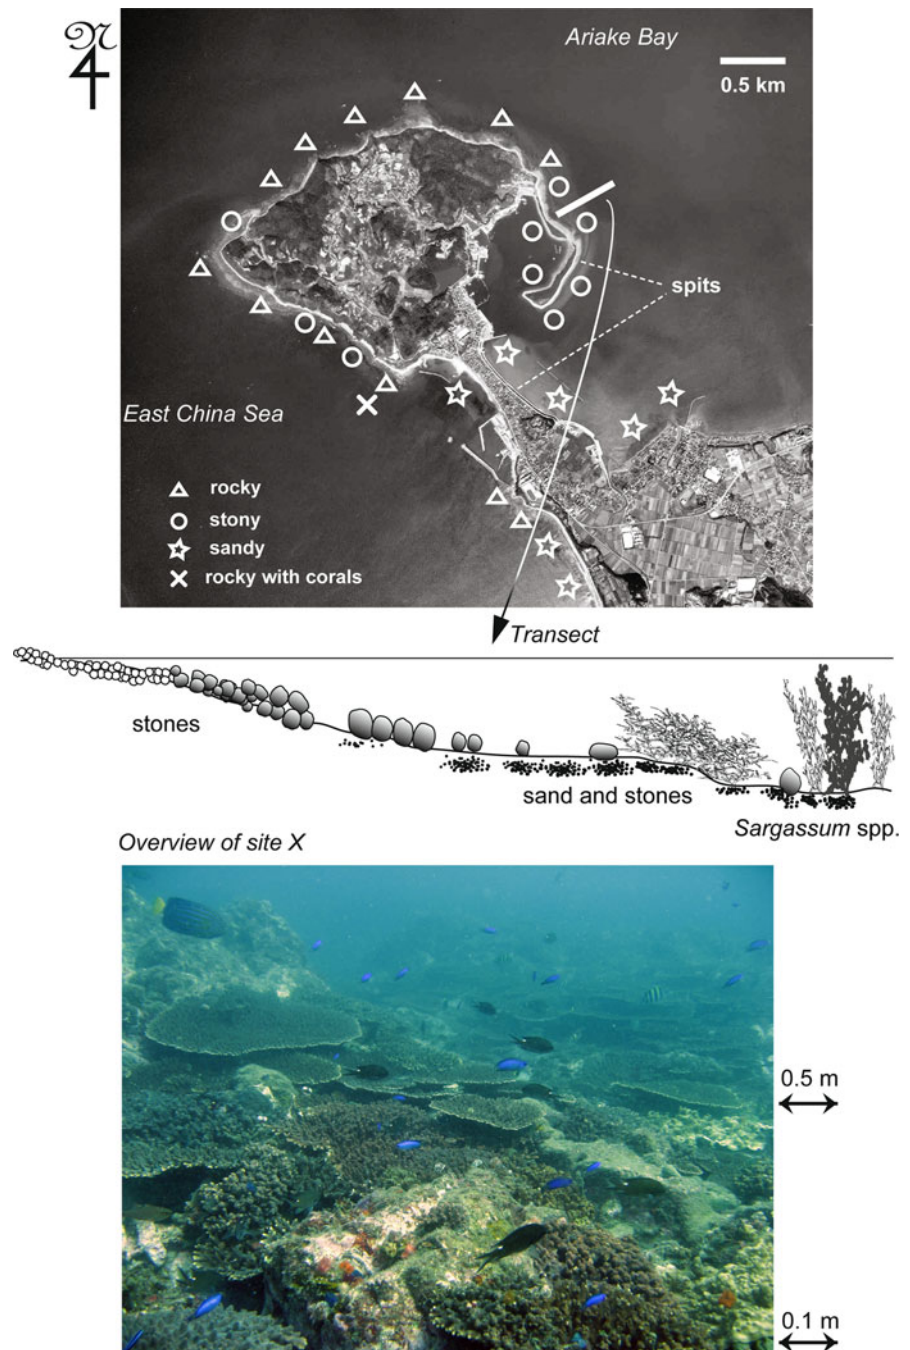 N
Ariake Bay
0.5 km
spits
East China Sea
rocky
stony
sandy
rocky with corals
Transect
stones
sand and stones
Sargassum spp.
Overview of site X
0.5 m
0.1 m